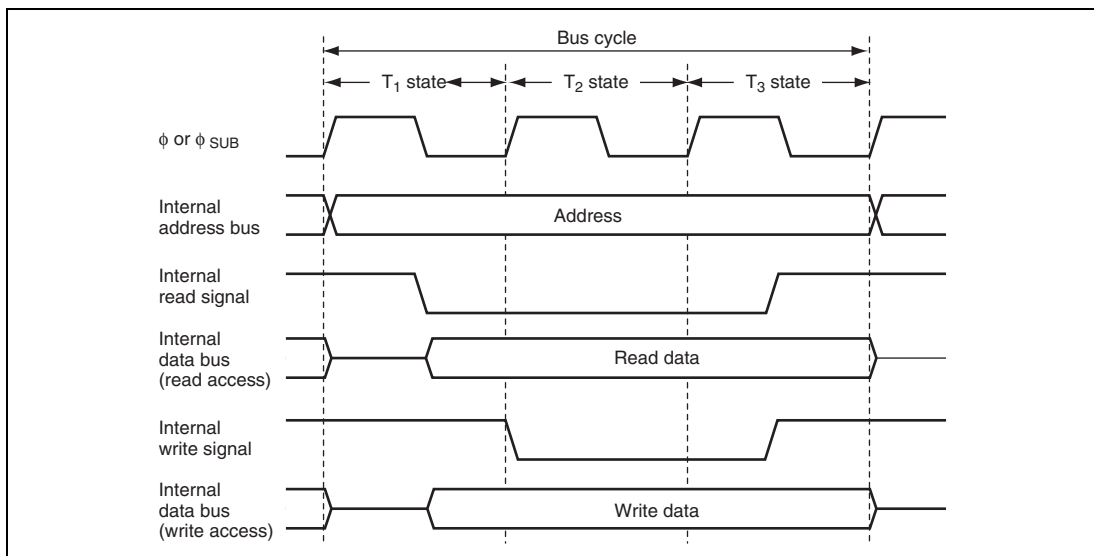 Bus cycle
T₁ state
T₂ state
T₃ state
ϕ or ϕ SUB
Internal
address bus
Address
Internal
read signal
Internal
data bus
(read access)
Read data
Internal
write signal
Internal
data bus
(write access)
Write data